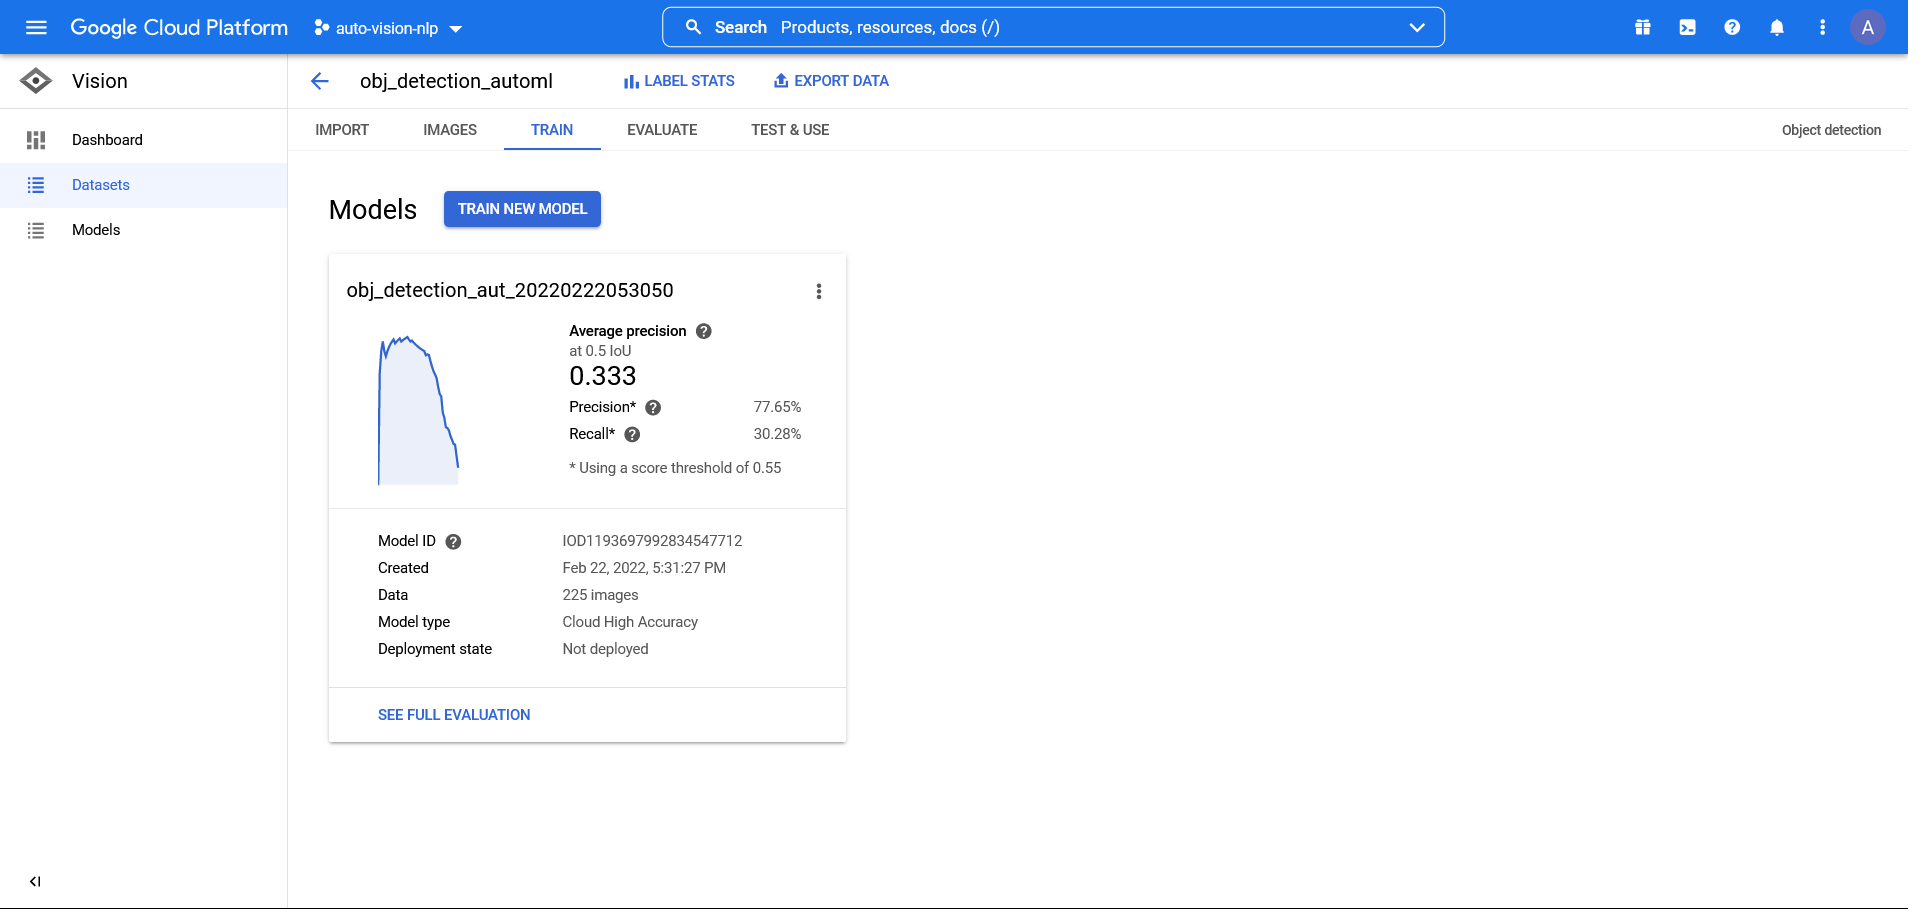 Google Cloud Platform
auto-vision-nlp
Search Products, resources, docs (/)
A
Vision
obj_detection_automl
LABEL STATS
EXPORT DATA
IMPORT
IMAGES
TRAIN
EVALUATE
TEST & USE
Object detection
Dashboard
Datasets
Models
Models
TRAIN NEW MODEL
obj_detection_aut_20220222053050
Average precision
at 0.5 IoU
0.333
Precision* 77.65%
Recall* 30.28%
* Using a score threshold of 0.55
Model ID IOD1193697992834547712
Created Feb 22, 2022, 5:31:27 PM
Data 225 images
Model type Cloud High Accuracy
Deployment state Not deployed
SEE FULL EVALUATION